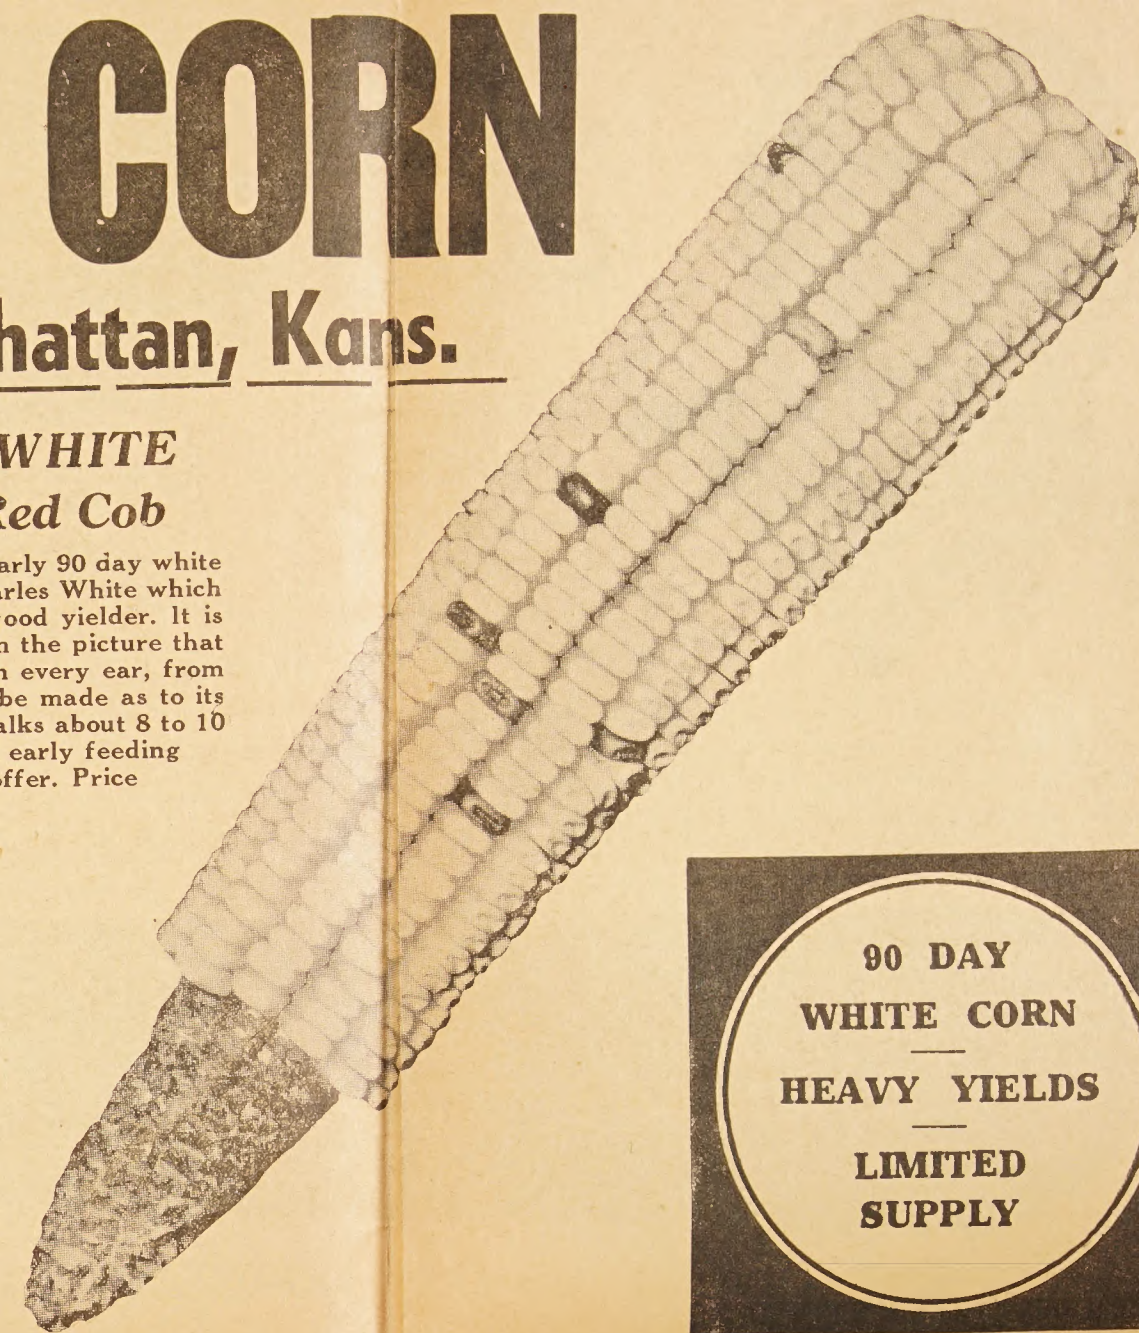 CORN
hattan, Kans.
WHITE
Red Cob
arly 90 day white
arles White which
ood yielder. It is
n the picture that
n every ear, from
be made as to its
alks about 8 to 10
early feeding
offer. Price
90 DAY
WHITE CORN
HEAVY YIELDS
LIMITED
SUPPLY